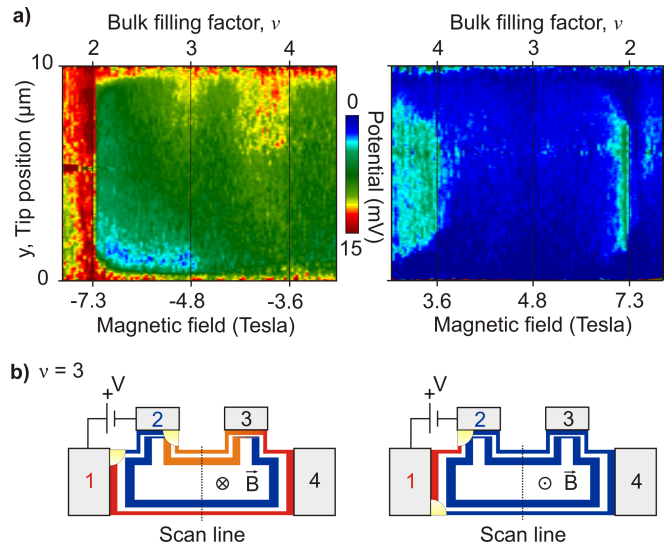 a)
Bulk filling factor, ν
2 3 4
10
y, Tip position (μm)
0
-7.3 -4.8 -3.6
Magnetic field (Tesla)
0
Potential (mV)
15
Bulk filling factor, ν
4 3 2
3.6 4.8 7.3
Magnetic field (Tesla)
b) ν = 3
+ V
2 3
1 ⊗ B⃗ 4
Scan line
+ V
2 3
1 ⊙ B⃗ 4
Scan line